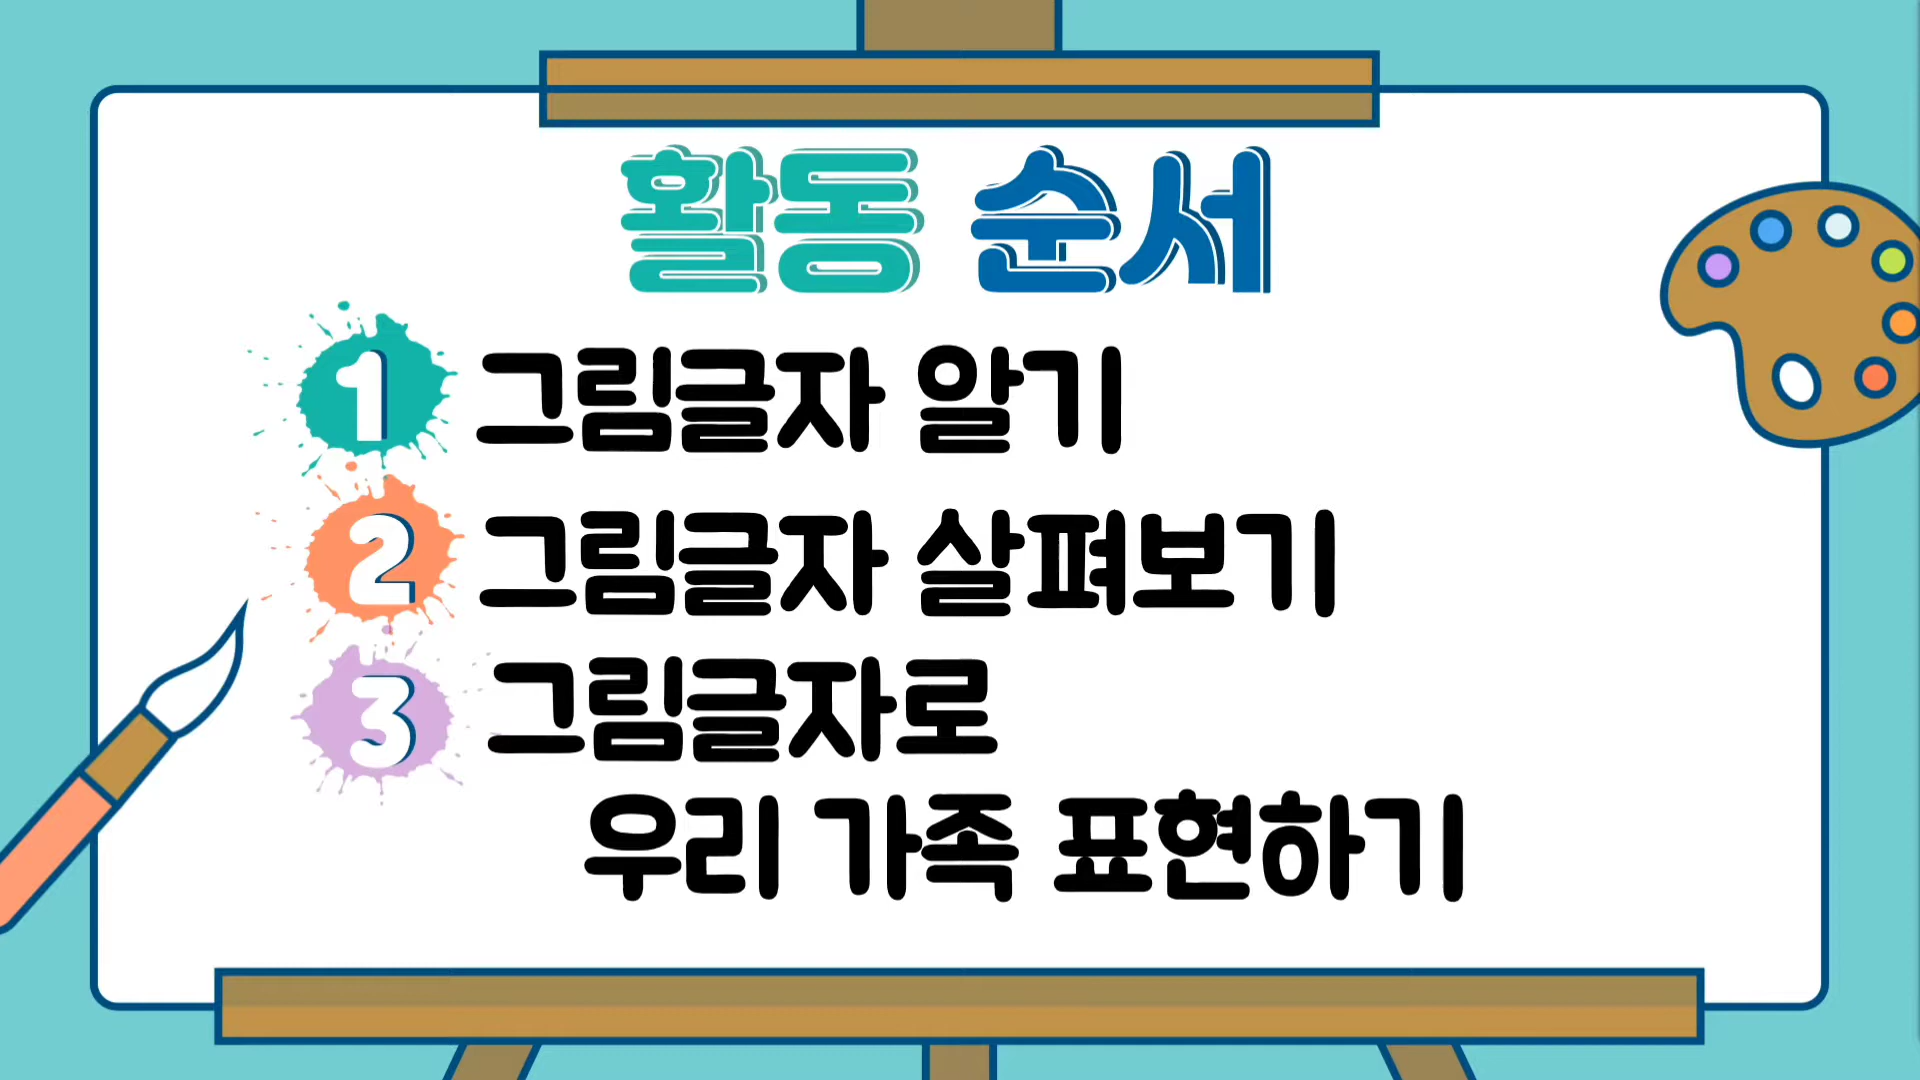 활동 순서
1 그림글자 알기
2 그림글자 살펴보기
3 그림글자로
우리 가족 표현하기